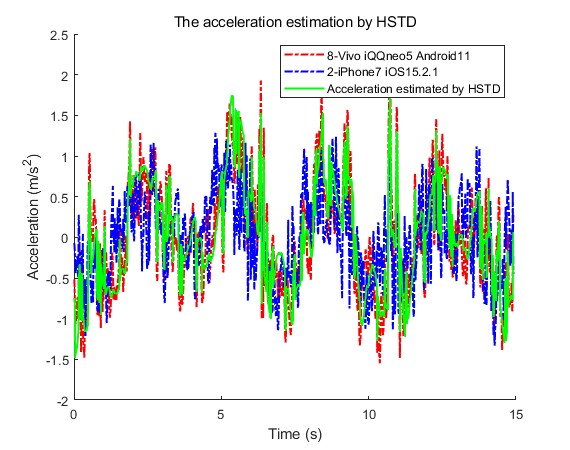 The acceleration estimation by HSTD
2.5
2
1.5
1
0.5
0
-0.5
-1
-1.5
-2
Acceleration (m/s²)
8-Vivo iQQneo5 Android11
2-iPhone7 iOS15.2.1
Acceleration estimated by HSTD
0
5
10
15
Time (s)